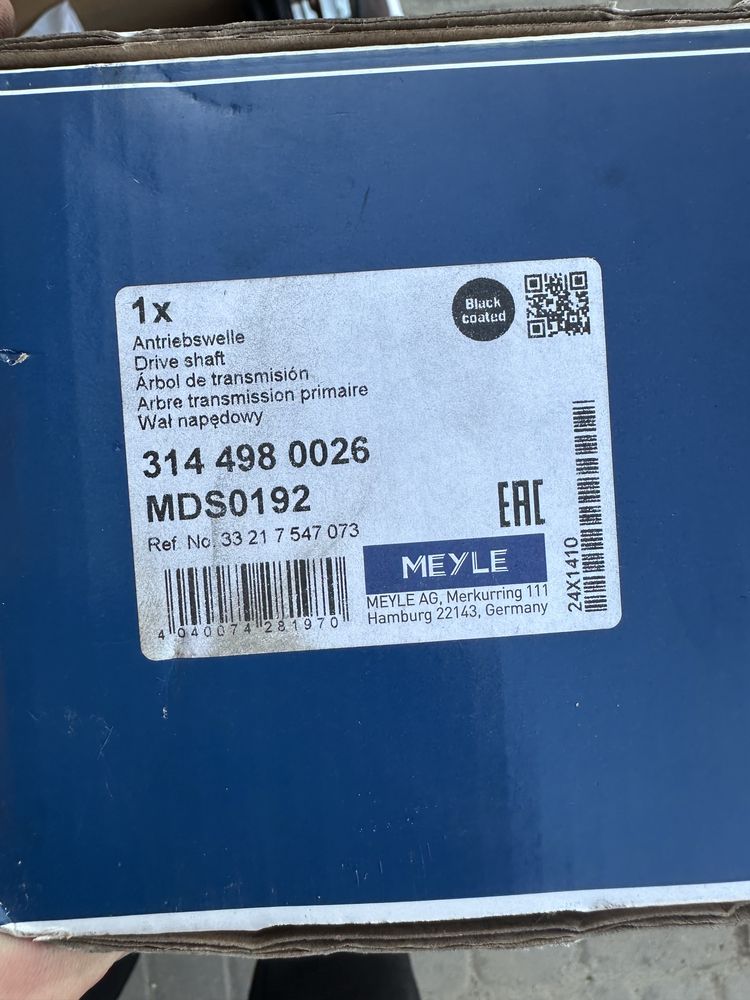 1x
Black
coated
Antriebswelle
Drive shaft
Árbol de transmisión
Arbre transmission primaire
Wał napędowy
314 498 0026
MDS0192
Ref. No. 33 21 7 547 073
EAC
MEYLE
MEYLE AG, Merkurring 111
Hamburg 22143, Germany
4 040074 281970
24X1410